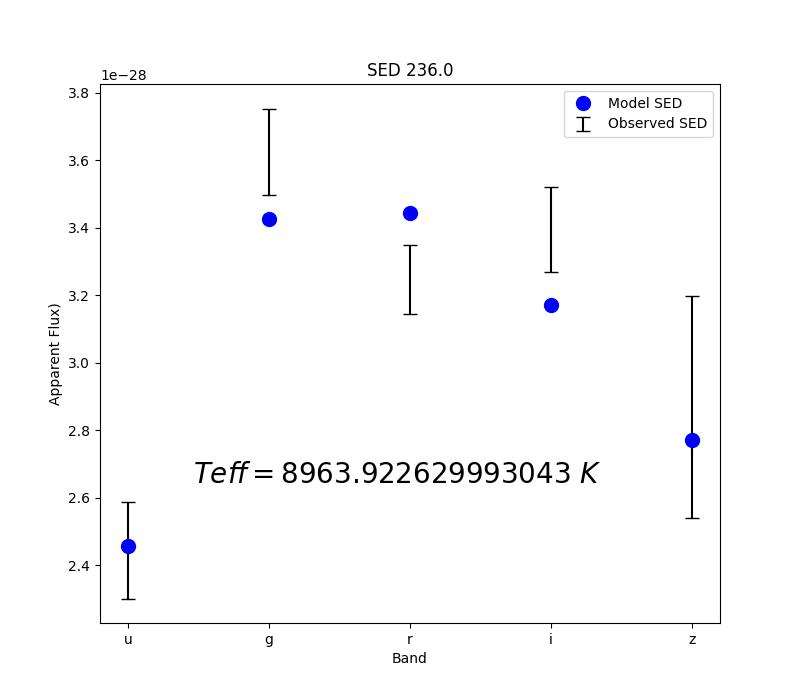 SED 236.0
1e−28
Model SED
Observed SED
3.8
3.6
3.4
3.2
3.0
2.8
2.6
2.4
Apparent Flux)
Teff = 8963.922629993043 K
u g r i z
Band